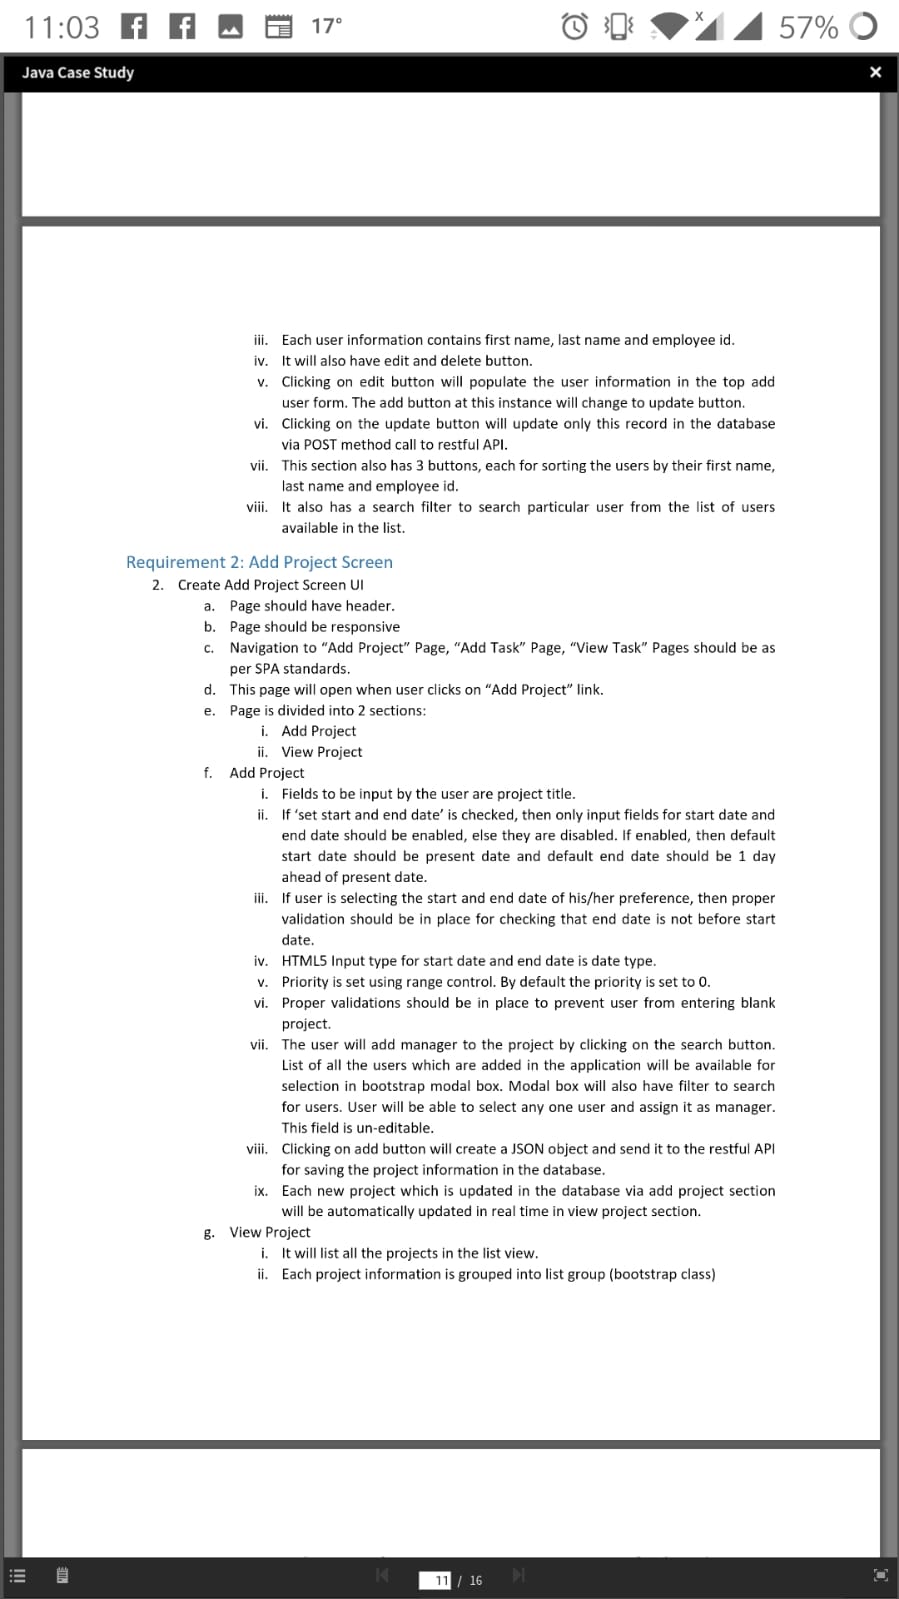 11:03 17° 57%
Java Case Study ×
iii. Each user information contains first name, last name and employee id.
iv. It will also have edit and delete button.
v. Clicking on edit button will populate the user information in the top add
user form. The add button at this instance will change to update button.
vi. Clicking on the update button will update only this record in the database
via POST method call to restful API.
vii. This section also has 3 buttons, each for sorting the users by their first name,
last name and employee id.
viii. It also has a search filter to search particular user from the list of users
available in the list.
Requirement 2: Add Project Screen
2. Create Add Project Screen UI
a. Page should have header.
b. Page should be responsive
c. Navigation to “Add Project” Page, “Add Task” Page, “View Task” Pages should be as
per SPA standards.
d. This page will open when user clicks on “Add Project” link.
e. Page is divided into 2 sections:
i. Add Project
ii. View Project
f. Add Project
i. Fields to be input by the user are project title.
ii. If ‘set start and end date’ is checked, then only input fields for start date and
end date should be enabled, else they are disabled. If enabled, then default
start date should be present date and default end date should be 1 day
ahead of present date.
iii. If user is selecting the start and end date of his/her preference, then proper
validation should be in place for checking that end date is not before start
date.
iv. HTML5 Input type for start date and end date is date type.
v. Priority is set using range control. By default the priority is set to 0.
vi. Proper validations should be in place to prevent user from entering blank
project.
vii. The user will add manager to the project by clicking on the search button.
List of all the users which are added in the application will be available for
selection in bootstrap modal box. Modal box will also have filter to search
for users. User will be able to select any one user and assign it as manager.
This field is un-editable.
viii. Clicking on add button will create a JSON object and send it to the restful API
for saving the project information in the database.
ix. Each new project which is updated in the database via add project section
will be automatically updated in real time in view project section.
g. View Project
i. It will list all the projects in the list view.
ii. Each project information is grouped into list group (bootstrap class)
11 / 16